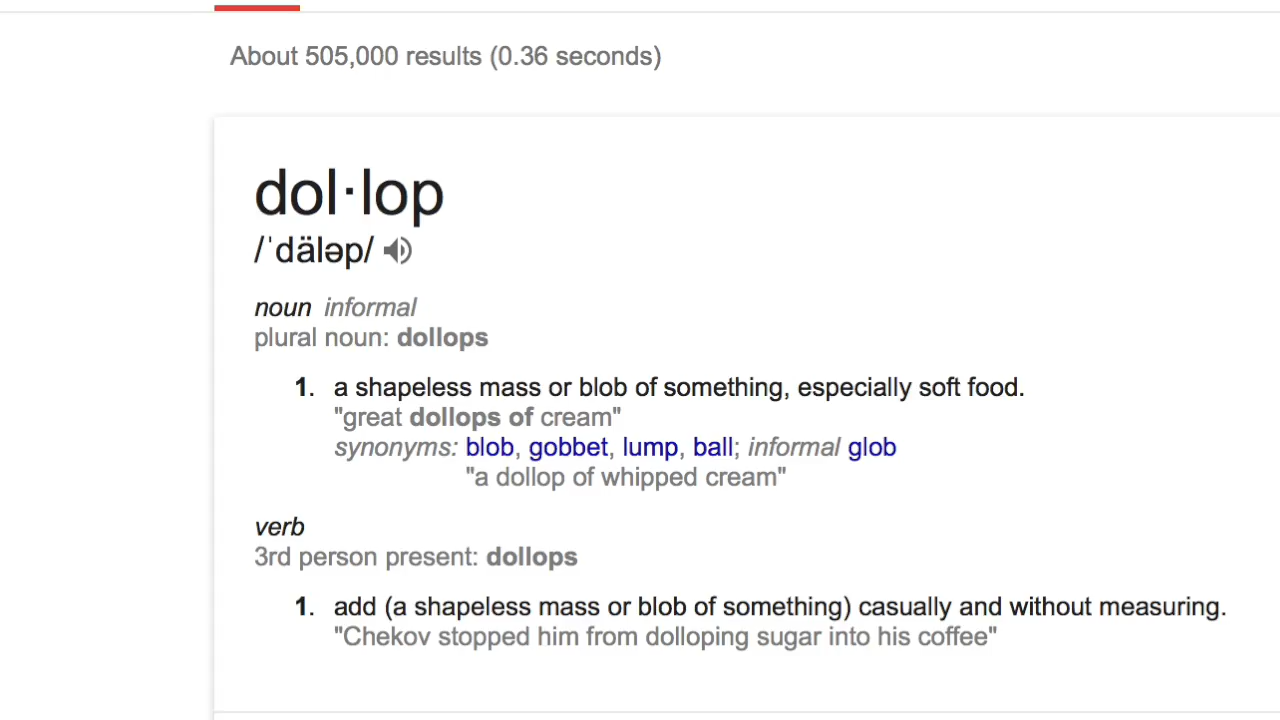 About 505,000 results (0.36 seconds)
dol·lop
/ˈdäləp/
noun informal
plural noun: dollops
1. a shapeless mass or blob of something, especially soft food.
"great dollops of cream"
synonyms: blob, gobbet, lump, ball; informal glob
"a dollop of whipped cream"
verb
3rd person present: dollops
1. add (a shapeless mass or blob of something) casually and without measuring.
"Chekov stopped him from dolloping sugar into his coffee"